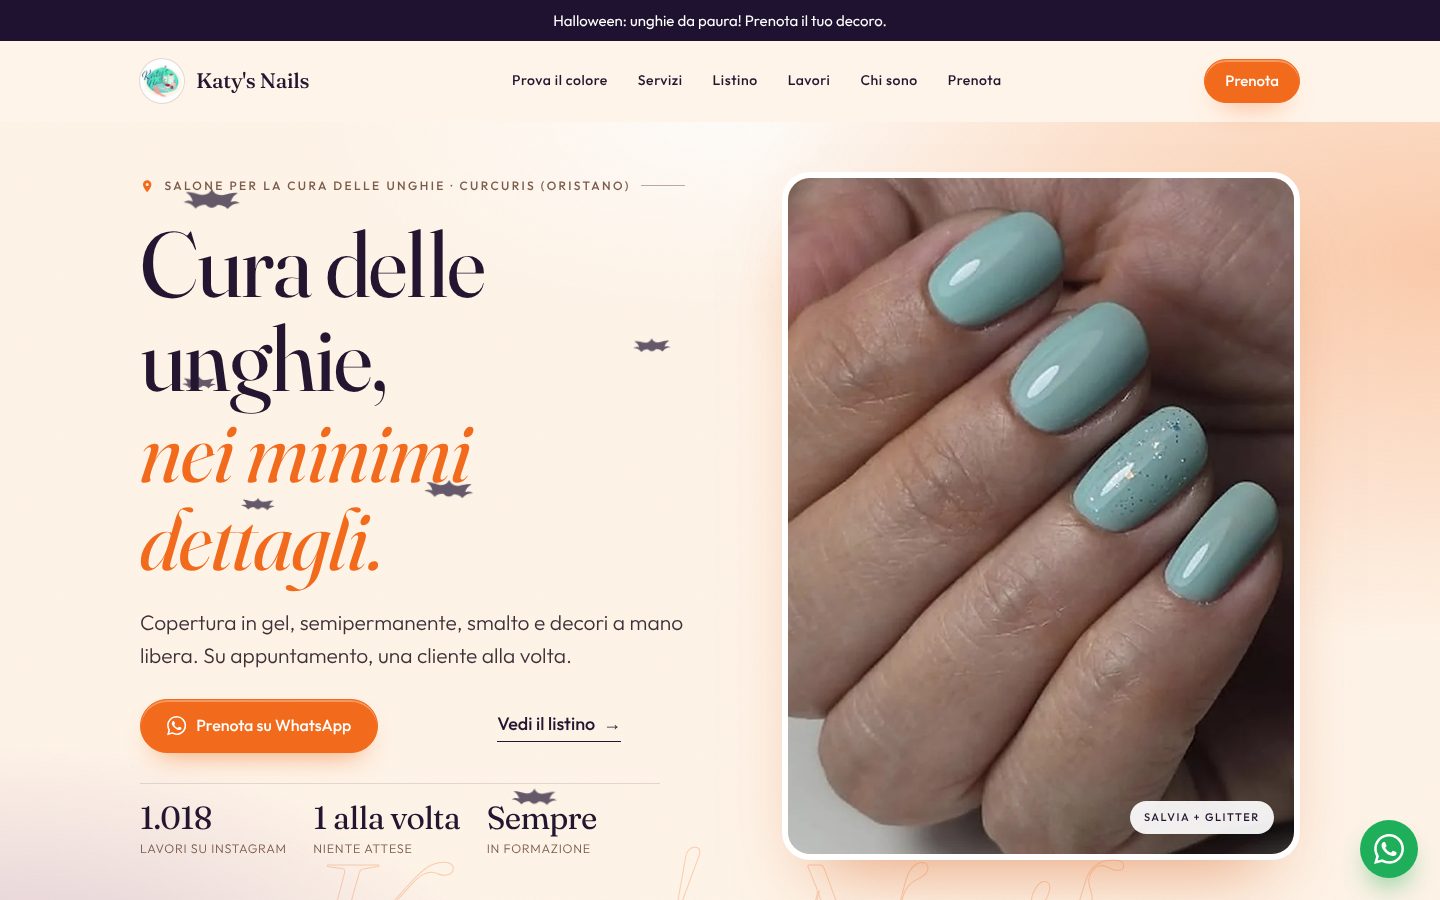 Halloween: unghie da paura! Prenota il tuo decoro.
Katy's Nails
Prova il colore
Servizi
Listino
Lavori
Chi sono
Prenota
Prenota
SALONE PER LA CURA DELLE UNGHIE · CURCURIS (ORISTANO)
Cura delle
unghie,
nei minimi
dettagli.
Copertura in gel, semipermanente, smalto e decori a mano
libera. Su appuntamento, una cliente alla volta.
Prenota su WhatsApp
Vedi il listino →
1.018
LAVORI SU INSTAGRAM
1 alla volta
NIENTE ATTESE
Sempre
IN FORMAZIONE
SALVIA + GLITTER